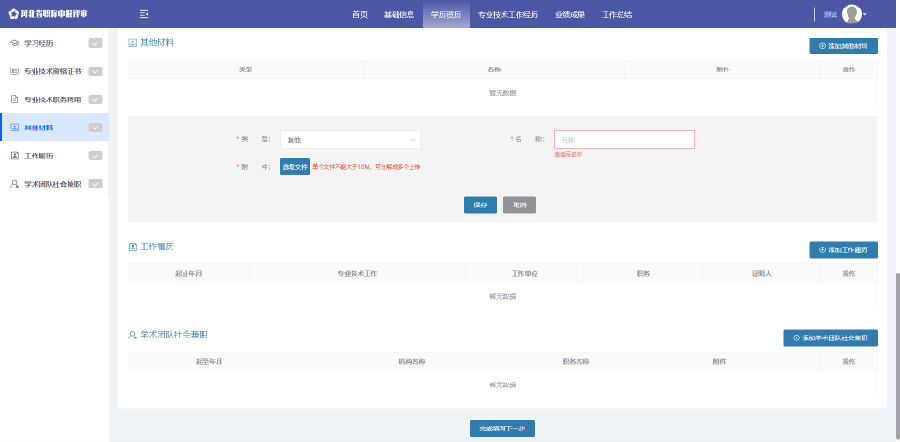 河北省职称申报评审
首页 基础信息 学历资历 专业技术工作经历 业绩成果 工作总结
测试
学习经历
专业技术资格证书
专业技术职务聘用
其他材料
工作履历
学术团队社会兼职
其他材料
添加其他材料
类型 名称 附件 操作
暂无数据
* 类 型: 其他
* 名 称: 名称
请填写名称
* 附 件: 选取文件 单个文件不能大于10M，可分解成多个上传
保存 取消
工作履历
添加工作履历
起止年月 专业技术工作 工作单位 职务 证明人 操作
暂无数据
学术团队社会兼职
添加学术团队社会兼职
起至年月 机构名称 职务名称 附件 操作
暂无数据
完成填写下一步